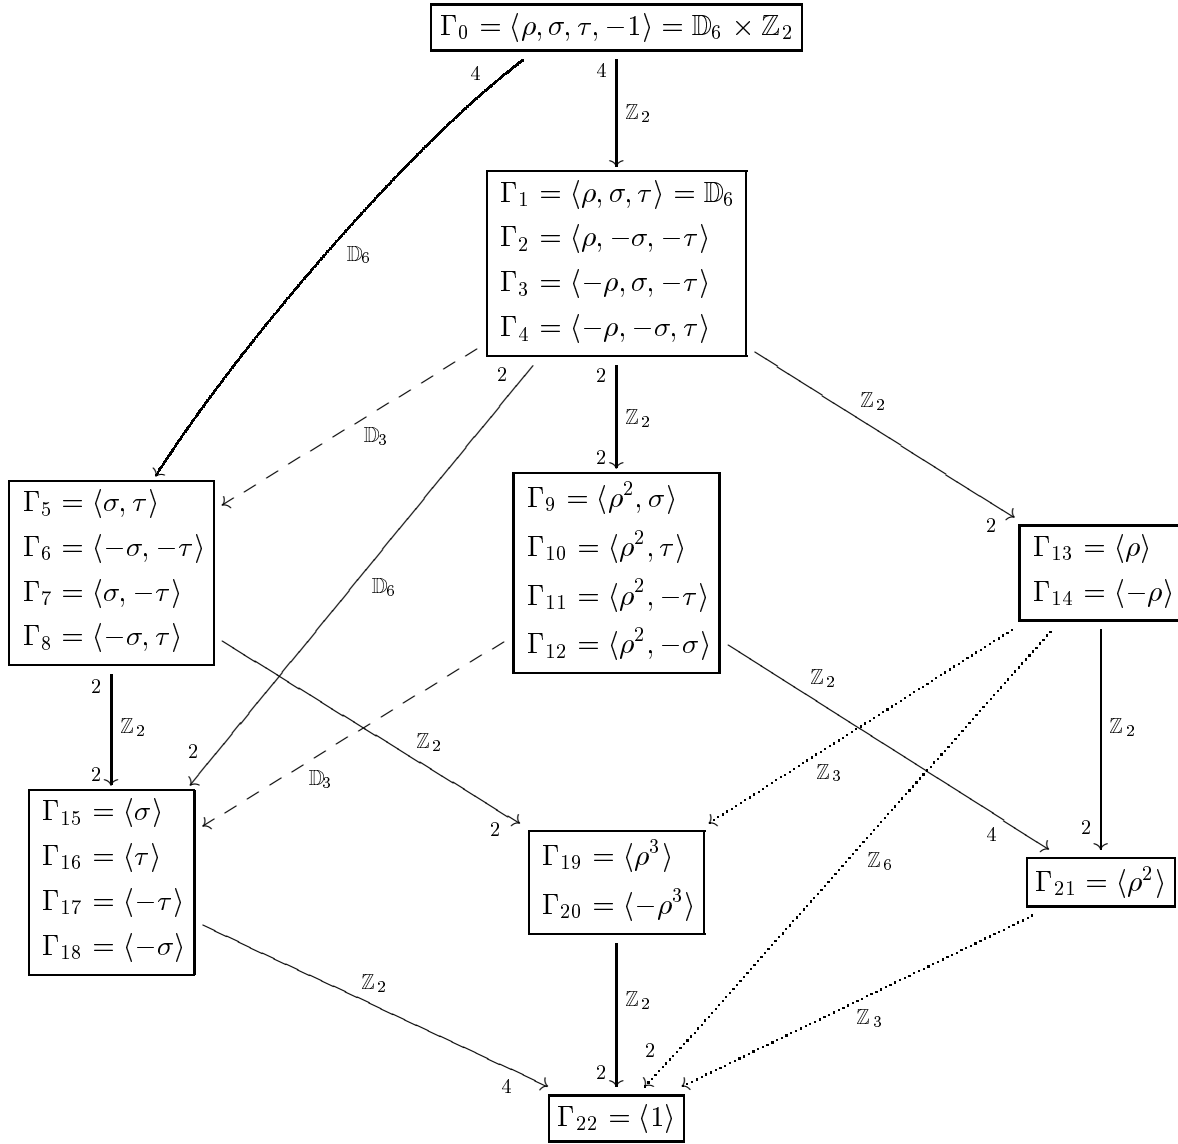 Γ₀ = ⟨ρ, σ, τ, −1⟩ = 𝔻₆ × ℤ₂
4
4
ℤ₂
Γ₁ = ⟨ρ, σ, τ⟩ = 𝔻₆
Γ₂ = ⟨ρ, −σ, −τ⟩
Γ₃ = ⟨−ρ, σ, −τ⟩
Γ₄ = ⟨−ρ, −σ, τ⟩
𝔻₆
2
2
ℤ₂
𝔻₃
ℤ₂
2
2
Γ₅ = ⟨σ, τ⟩
Γ₆ = ⟨−σ, −τ⟩
Γ₇ = ⟨σ, −τ⟩
Γ₈ = ⟨−σ, τ⟩
𝔻₆
Γ₉ = ⟨ρ², σ⟩
Γ₁₀ = ⟨ρ², τ⟩
Γ₁₁ = ⟨ρ², −τ⟩
Γ₁₂ = ⟨ρ², −σ⟩
Γ₁₃ = ⟨ρ⟩
Γ₁₄ = ⟨−ρ⟩
2
ℤ₂
2
2
ℤ₂
𝔻₃
ℤ₂
ℤ₃
ℤ₂
2
4
2
ℤ₆
Γ₁₅ = ⟨σ⟩
Γ₁₆ = ⟨τ⟩
Γ₁₇ = ⟨−τ⟩
Γ₁₈ = ⟨−σ⟩
Γ₁₉ = ⟨ρ³⟩
Γ₂₀ = ⟨−ρ³⟩
Γ₂₁ = ⟨ρ²⟩
ℤ₂
ℤ₂
ℤ₃
4
2
2
Γ₂₂ = ⟨1⟩